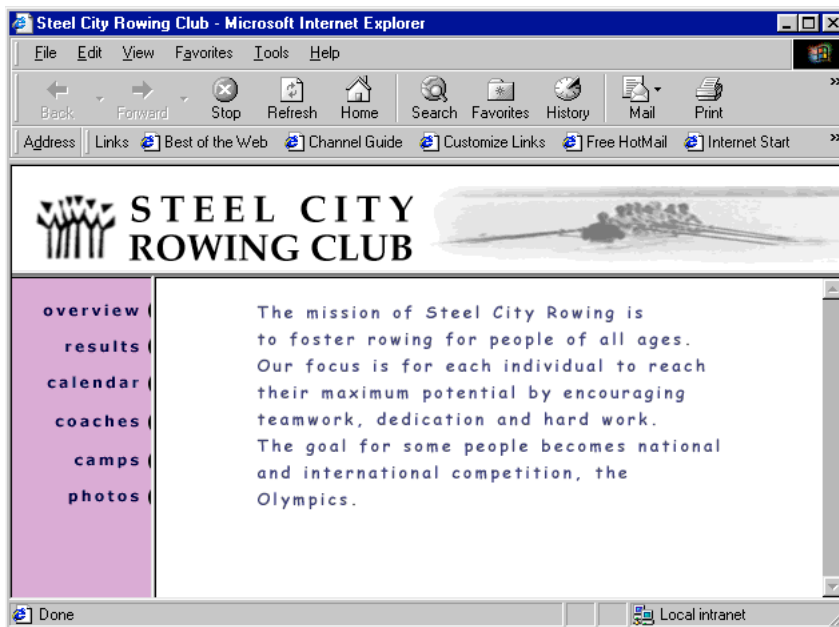 Steel City Rowing Club - Microsoft Internet Explorer
File Edit View Favorites Tools Help
Back Forward Stop Refresh Home Search Favorites History Mail Print
Address Links Best of the Web Channel Guide Customize Links Free HotMail Internet Start
STEEL CITY
ROWING CLUB
overview
results
calendar
coaches
camps
photos
The mission of Steel City Rowing is
to foster rowing for people of all ages.
Our focus is for each individual to reach
their maximum potential by encouraging
teamwork, dedication and hard work.
The goal for some people becomes national
and international competition, the
Olympics.
Done Local intranet